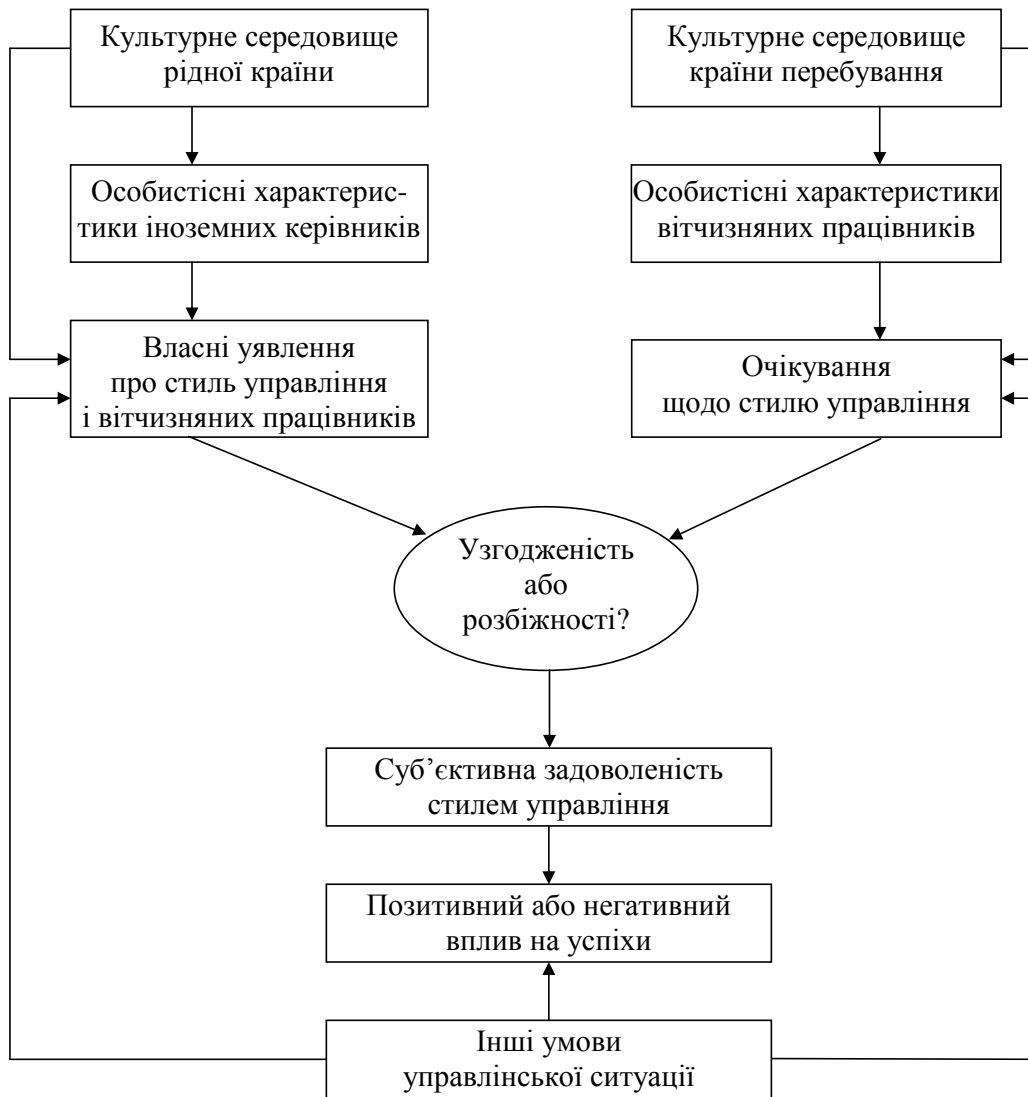 Культурне середовище
рідної країни
Культурне середовище
країни перебування
Особистісні характерис-
тики іноземних керівників
Особистісні характеристики
вітчизняних працівників
Власні уявлення
про стиль управління
і вітчизняних працівників
Очікування
щодо стилю управління
Узгодженість
або
розбіжності?
Суб’єктивна задоволеність
стилем управління
Позитивний або негативний
вплив на успіхи
Інші умови
управлінської ситуації